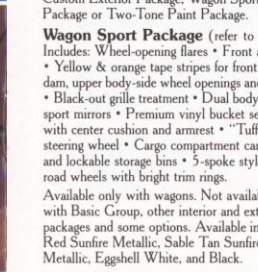 Custom Exterior Package, Wagon Sport
Package or Two-Tone Paint Package.
Wagon Sport Package (refer to
Includes: Wheel-opening flares • Front a
• Yellow & orange tape stripes for front
dam, upper body-side wheel openings and
• Black-out grille treatment • Dual body
sport mirrors • Premium vinyl bucket se
with center cushion and armrest • "Tuff
steering wheel • Cargo compartment car
and lockable storage bins • 5-spoke styl
road wheels with bright trim rings.
Available only with wagons. Not availa
with Basic Group, other interior and ext
packages and some options. Available in
Red Sunfire Metallic, Sable Tan Sunfire
Metallic, Eggshell White, and Black.